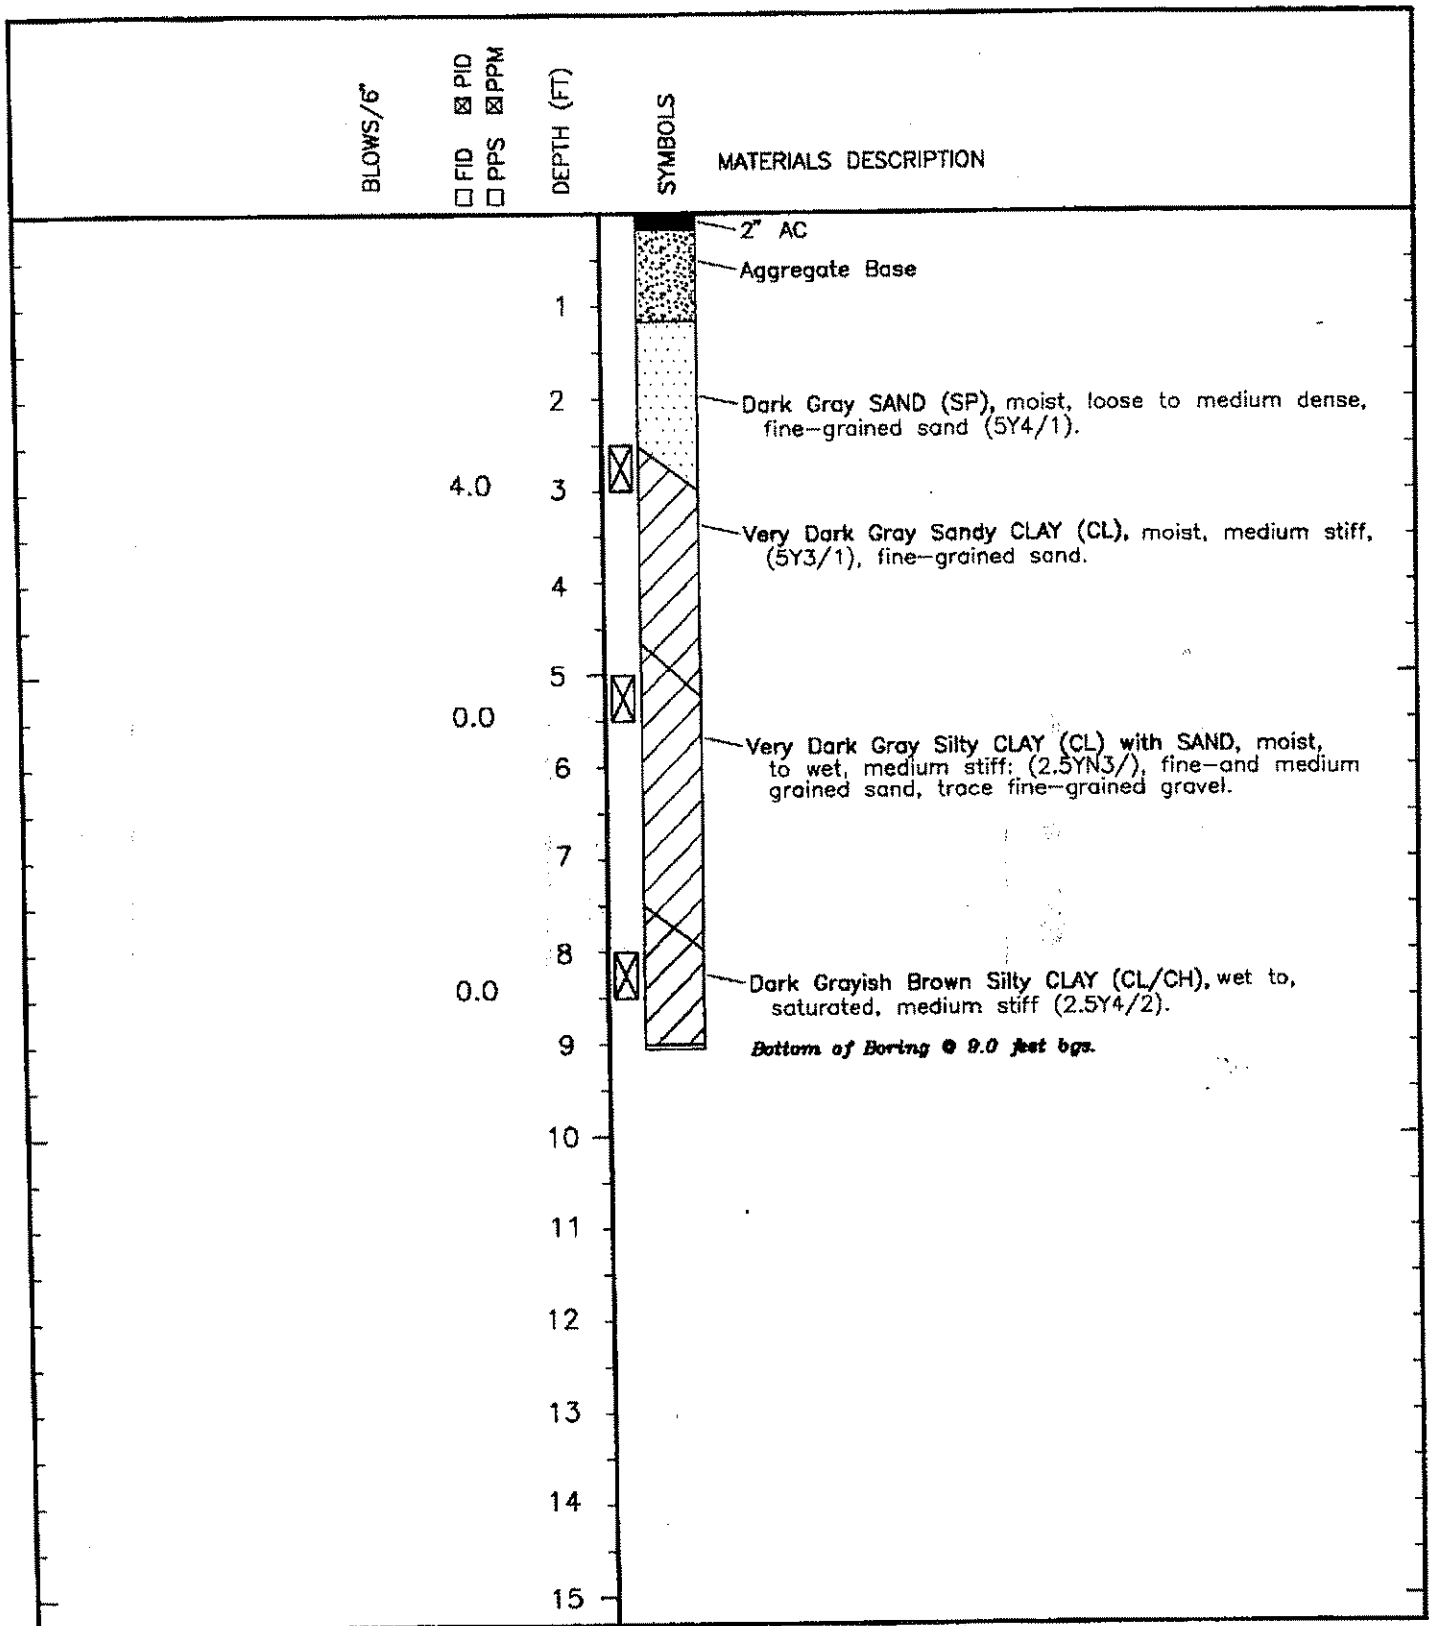 BLOWS/6"
☐ FID ☒ PID
☐ PPS ☒ PPM
DEPTH (FT)
SYMBOLS
MATERIALS DESCRIPTION
2" AC
Aggregate Base
1
2
Dark Gray SAND (SP), moist, loose to medium dense,
fine-grained sand (5Y4/1).
4.0
3
Very Dark Gray Sandy CLAY (CL), moist, medium stiff,
(5Y3/1), fine-grained sand.
4
5
0.0
Very Dark Gray Silty CLAY (CL) with SAND, moist,
to wet, medium stiff: (2.5YN3/), fine-and medium
grained sand, trace fine-grained gravel.
6
7
8
0.0
Dark Grayish Brown Silty CLAY (CL/CH), wet to,
saturated, medium stiff (2.5Y4/2).
9
Bottom of Boring @ 9.0 feet bgs.
10
11
12
13
14
15